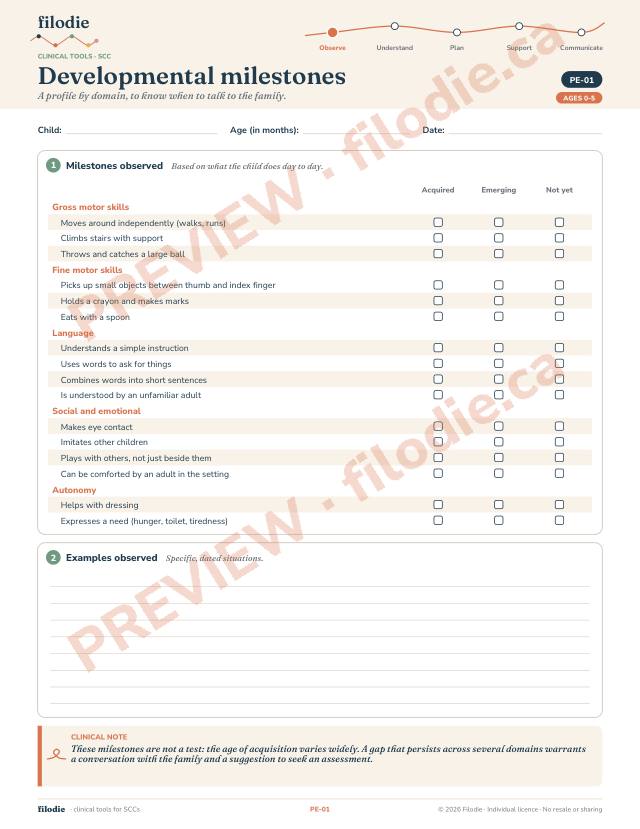 filodie
CLINICAL TOOLS · SCC
Observe Understand Plan Support Communicate
Developmental milestones
A profile by domain, to know when to talk to the family.
PE-01
AGES 0-5
Child: Age (in months): Date:
1 Milestones observed Based on what the child does day to day.
Acquired Emerging Not yet
Gross motor skills
Moves around independently (walks, runs)
Climbs stairs with support
Throws and catches a large ball
Fine motor skills
Picks up small objects between thumb and index finger
Holds a crayon and makes marks
Eats with a spoon
Language
Understands a simple instruction
Uses words to ask for things
Combines words into short sentences
Is understood by an unfamiliar adult
Social and emotional
Makes eye contact
Imitates other children
Plays with others, not just beside them
Can be comforted by an adult in the setting
Autonomy
Helps with dressing
Expresses a need (hunger, toilet, tiredness)
2 Examples observed Specific, dated situations.
CLINICAL NOTE
These milestones are not a test: the age of acquisition varies widely. A gap that persists across several domains warrants
a conversation with the family and a suggestion to seek an assessment.
filodie · clinical tools for SCCs PE-01 © 2026 Filodie · Individual licence · No resale or sharing
PREVIEW · filodie.ca
PREVIEW · filodie.ca